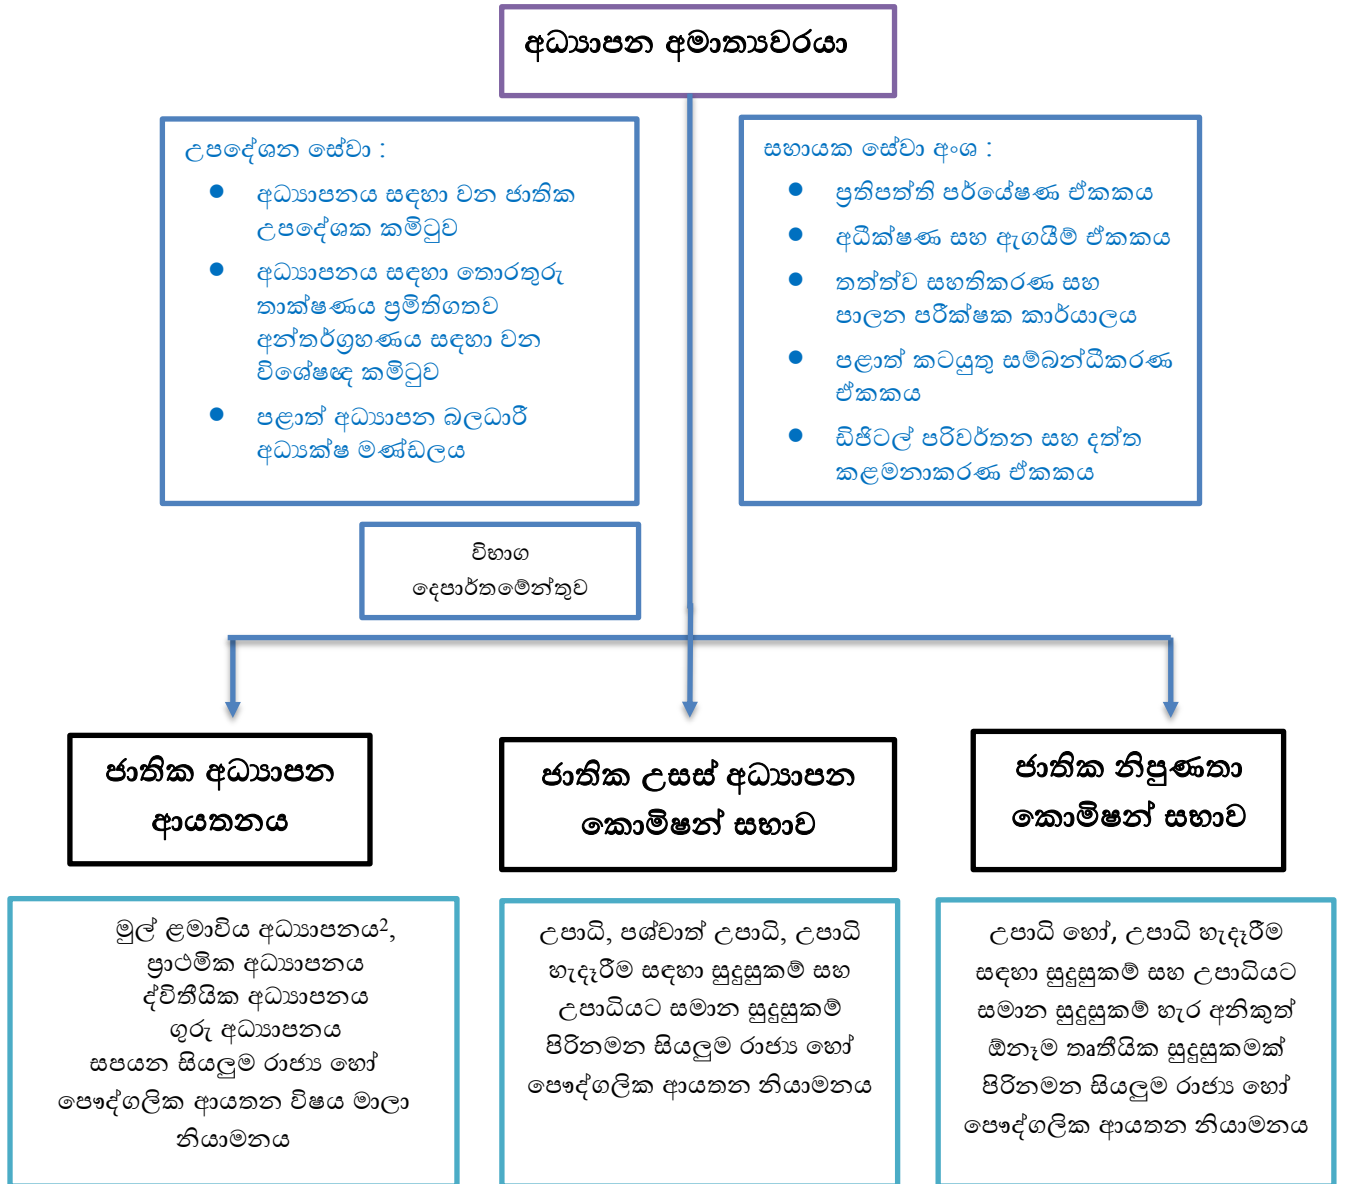 අධ්‍යාපන අමාත්‍යවරයා
උපදේශන සේවා :
● අධ්‍යාපනය සඳහා වන ජාතික
උපදේශක කමිටුව
● අධ්‍යාපනය සඳහා තොරතුරු
තාක්ෂණය ප්‍රමිතිගතව
අන්තර්ග්‍රහණය සඳහා වන
විශේෂඥ කමිටුව
● පළාත් අධ්‍යාපන බලධාරී
අධ්‍යක්ෂ මණ්ඩලය
සහායක සේවා අංශ :
● ප්‍රතිපත්ති පර්යේෂණ ඒකකය
● අධීක්ෂණ සහ ඇගයීම් ඒකකය
● තත්ත්ව සහතිකරණ සහ
පාලන පරීක්ෂක කාර්යාලය
● පළාත් කටයුතු සම්බන්ධීකරණ
ඒකකය
● ඩිජිටල් පරිවර්තන සහ දත්ත
කළමනාකරණ ඒකකය
විභාග
දෙපාර්තමේන්තුව
ජාතික අධ්‍යාපන
ආයතනය
ජාතික උසස් අධ්‍යාපන
කොමිෂන් සභාව
ජාතික නිපුණතා
කොමිෂන් සභාව
මුල් ළමාවිය අධ්‍යාපනය²,
ප්‍රාථමික අධ්‍යාපනය
ද්විතීයික අධ්‍යාපනය
ගුරු අධ්‍යාපනය
සපයන සියලුම රාජ්‍ය හෝ
පෞද්ගලික ආයතන විෂය මාලා
නියාමනය
උපාධි, පශ්චාත් උපාධි, උපාධි
හැදෑරීම සඳහා සුදුසුකම් සහ
උපාධියට සමාන සුදුසුකම්
පිරිනමන සියලුම රාජ්‍ය හෝ
පෞද්ගලික ආයතන නියාමනය
උපාධි හෝ, උපාධි හැදෑරීම
සඳහා සුදුසුකම් සහ උපාධියට
සමාන සුදුසුකම් හැර අනිකුත්
ඕනෑම තෘතීයික සුදුසුකමක්
පිරිනමන සියලුම රාජ්‍ය හෝ
පෞද්ගලික ආයතන නියාමනය